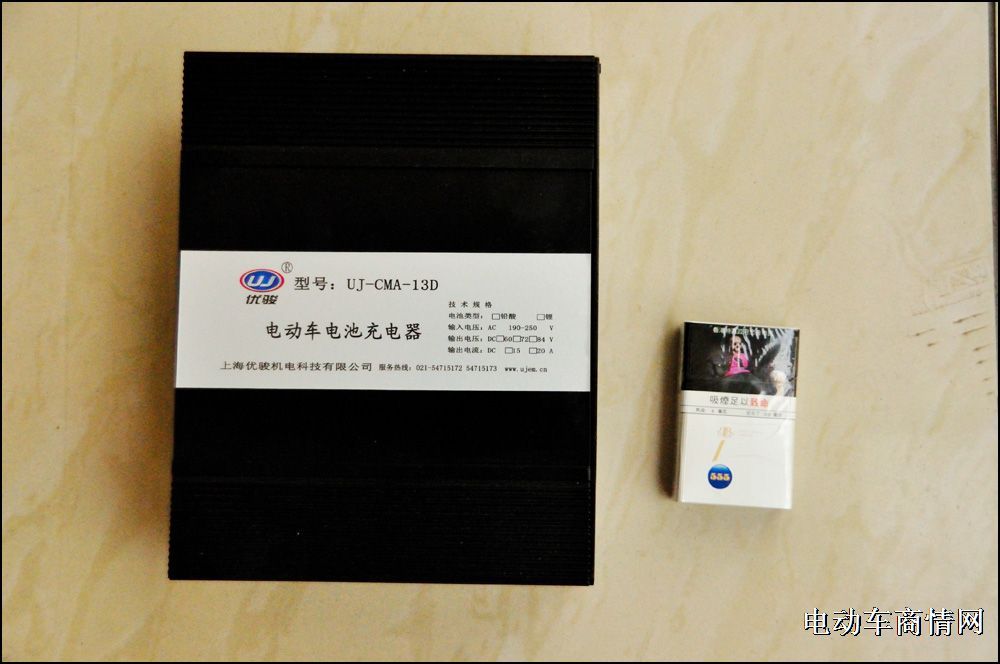 UJ ®
优骏
型号: UJ-CMA-13D
电动车电池充电器
技术规格
电池类型: □铅酸 □锂
输入电压: AC 190-250 V
输出电压: DC□60□72□84 V
输出电流: DC □15 □20 A
上海优骏机电科技有限公司 服务热线: 021-54715172 54715173 www.ujem.cn
吸煙足以致命
555
电动车商情网